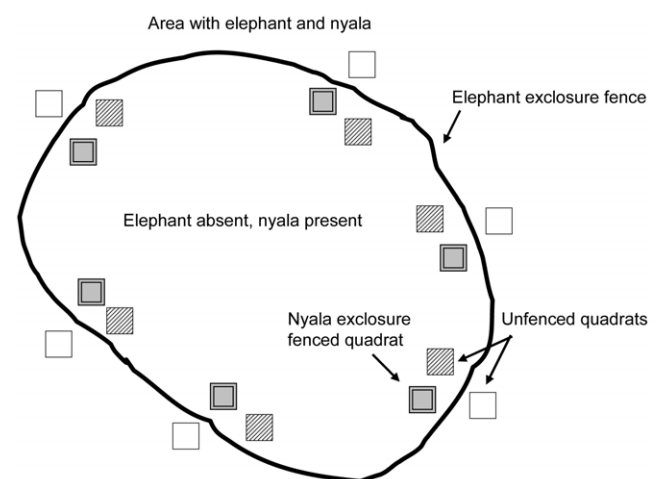 Area with elephant and nyala
Elephant exclosure fence
Elephant absent, nyala present
Nyala exclosure
fenced quadrat
Unfenced quadrats